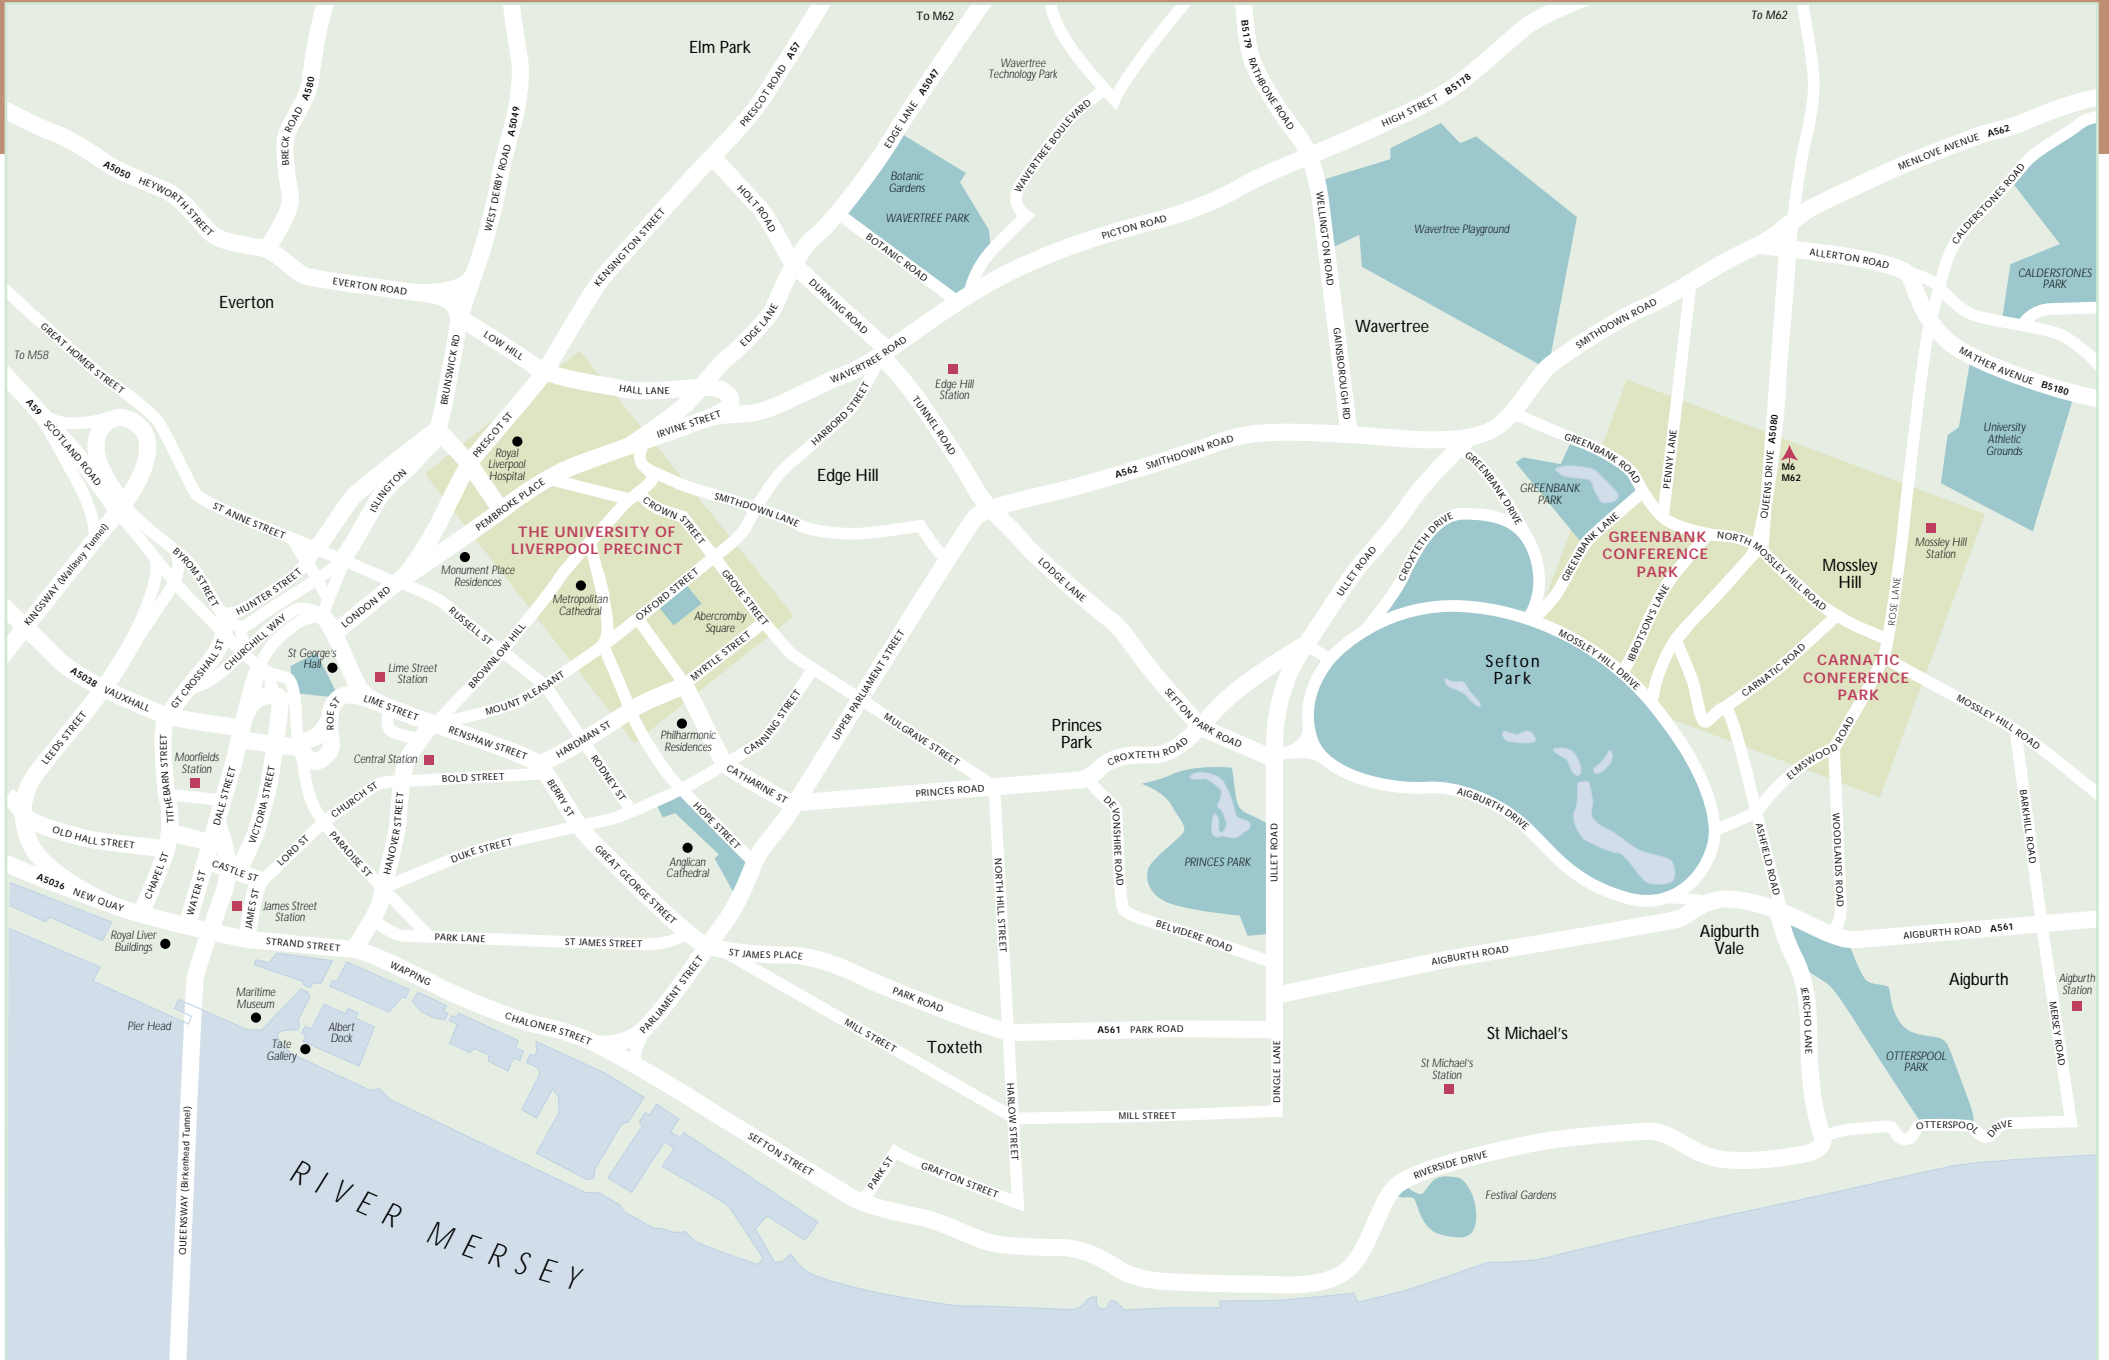 To M62
To M62
Elm Park
PRESCOT ROAD A57
EDGE LANE A5047
Wavertree
Technology Park
B5179 RATHBONE ROAD
HIGH STREET B5178
BRECK ROAD A580
WEST DERBY ROAD A5049
A5050 HEYWORTH STREET
WAVERTREE BOULEVARD
MENLOVE AVENUE A562
CALDERSTONES ROAD
Botanic
Gardens
WAVERTREE PARK
HOLT ROAD
KENSINGTON STREET
BOTANIC ROAD
PICTON ROAD
WELLINGTON ROAD
Wavertree Playground
ALLERTON ROAD
CALDERSTONES
PARK
EVERTON ROAD
Everton
DURNING ROAD
EDGE LANE
SMITHDOWN ROAD
Wavertree
GAINSBOROUGH RD
To M58
GREAT HOMER STREET
LOW HILL
BRUNSWICK RD
WAVERTREE ROAD
MATHER AVENUE B5180
HALL LANE
Edge Hill
Station
A59 SCOTLAND ROAD
PRESCOT ST
IRVINE STREET
HARBORD STREET
TUNNEL ROAD
Royal
Liverpool
Hospital
University
Athletic
Grounds
A562 SMITHDOWN ROAD
GREENBANK ROAD
PENNY LANE
QUEENS DRIVE A5080
M6
M62
GREENBANK DRIVE
GREENBANK
PARK
Edge Hill
ISLINGTON
PEMBROKE PLACE
CROWN STREET
SMITHDOWN LANE
ST ANNE STREET
THE UNIVERSITY OF
LIVERPOOL PRECINCT
CROXTETH DRIVE
GREENBANK LANE
GREENBANK
CONFERENCE
PARK
NORTH MOSSLEY HILL ROAD
Mossley Hill
Station
Mossley
Hill
KINGSWAY (Wallasey Tunnel)
BYROM STREET
HUNTER STREET
Monument Place
Residences
Metropolitan
Cathedral
OXFORD STREET
GROVE STREET
LODGE LANE
ULLET ROAD
ROSE LANE
Abercromby
Square
LONDON RD
RUSSELL ST
CHURCHILL WAY
GT CROSSHALL ST
BROWNLOW HILL
MYRTLE STREET
MOSSLEY HILL DRIVE
IBBOTSON'S LANE
St George's
Hall
Lime Street
Station
Sefton
Park
CARNATIC ROAD
CARNATIC
CONFERENCE
PARK
A5038 VAUXHALL
MOUNT PLEASANT
UPPER PARLIAMENT STREET
LIME STREET
ROE ST
SEFTON PARK ROAD
MOSSLEY HILL ROAD
LEEDS STREET
RENSHAW STREET
HARDMAN ST
Philharmonic
Residences
CANNING STREET
MULGRAVE STREET
Princes
Park
CROXTETH ROAD
ELMSWOOD ROAD
Moorfields
Station
Central Station
BOLD STREET
RODNEY ST
CATHARINE ST
PRINCES ROAD
TITHEBARN STREET
DALE STREET
VICTORIA STREET
CHURCH ST
BERRY ST
HOPE STREET
DEVONSHIRE ROAD
AIGBURTH DRIVE
BARKHILL ROAD
OLD HALL STREET
LORD ST
PARADISE ST
HANOVER STREET
DUKE STREET
GREAT GEORGE STREET
Anglican
Cathedral
PRINCES PARK
ULLET ROAD
ASHFIELD ROAD
WOODLANDS ROAD
A5036 NEW QUAY
CHAPEL ST
WATER ST
CASTLE ST
JAMES ST
James Street
Station
NORTH HILL STREET
BELVIDERE ROAD
Royal Liver
Buildings
STRAND STREET
PARK LANE
ST JAMES STREET
ST JAMES PLACE
AIGBURTH ROAD
Aigburth
Vale
AIGBURTH ROAD A561
WAPPING
PARLIAMENT STREET
PARK ROAD
Aigburth
Aigburth
Station
Maritime
Museum
Pier Head
Albert
Dock
Tate
Gallery
CHALONER STREET
MILL STREET
Toxteth
A561 PARK ROAD
St Michael's
St Michael's
Station
JERICHO LANE
OTTERSPOOL
PARK
MERSEY ROAD
DINGLE LANE
HARLOW STREET
MILL STREET
OTTERSPOOL DRIVE
QUEENSWAY (Birkenhead Tunnel)
SEFTON STREET
PARK ST
GRAFTON STREET
RIVERSIDE DRIVE
Festival Gardens
RIVER MERSEY